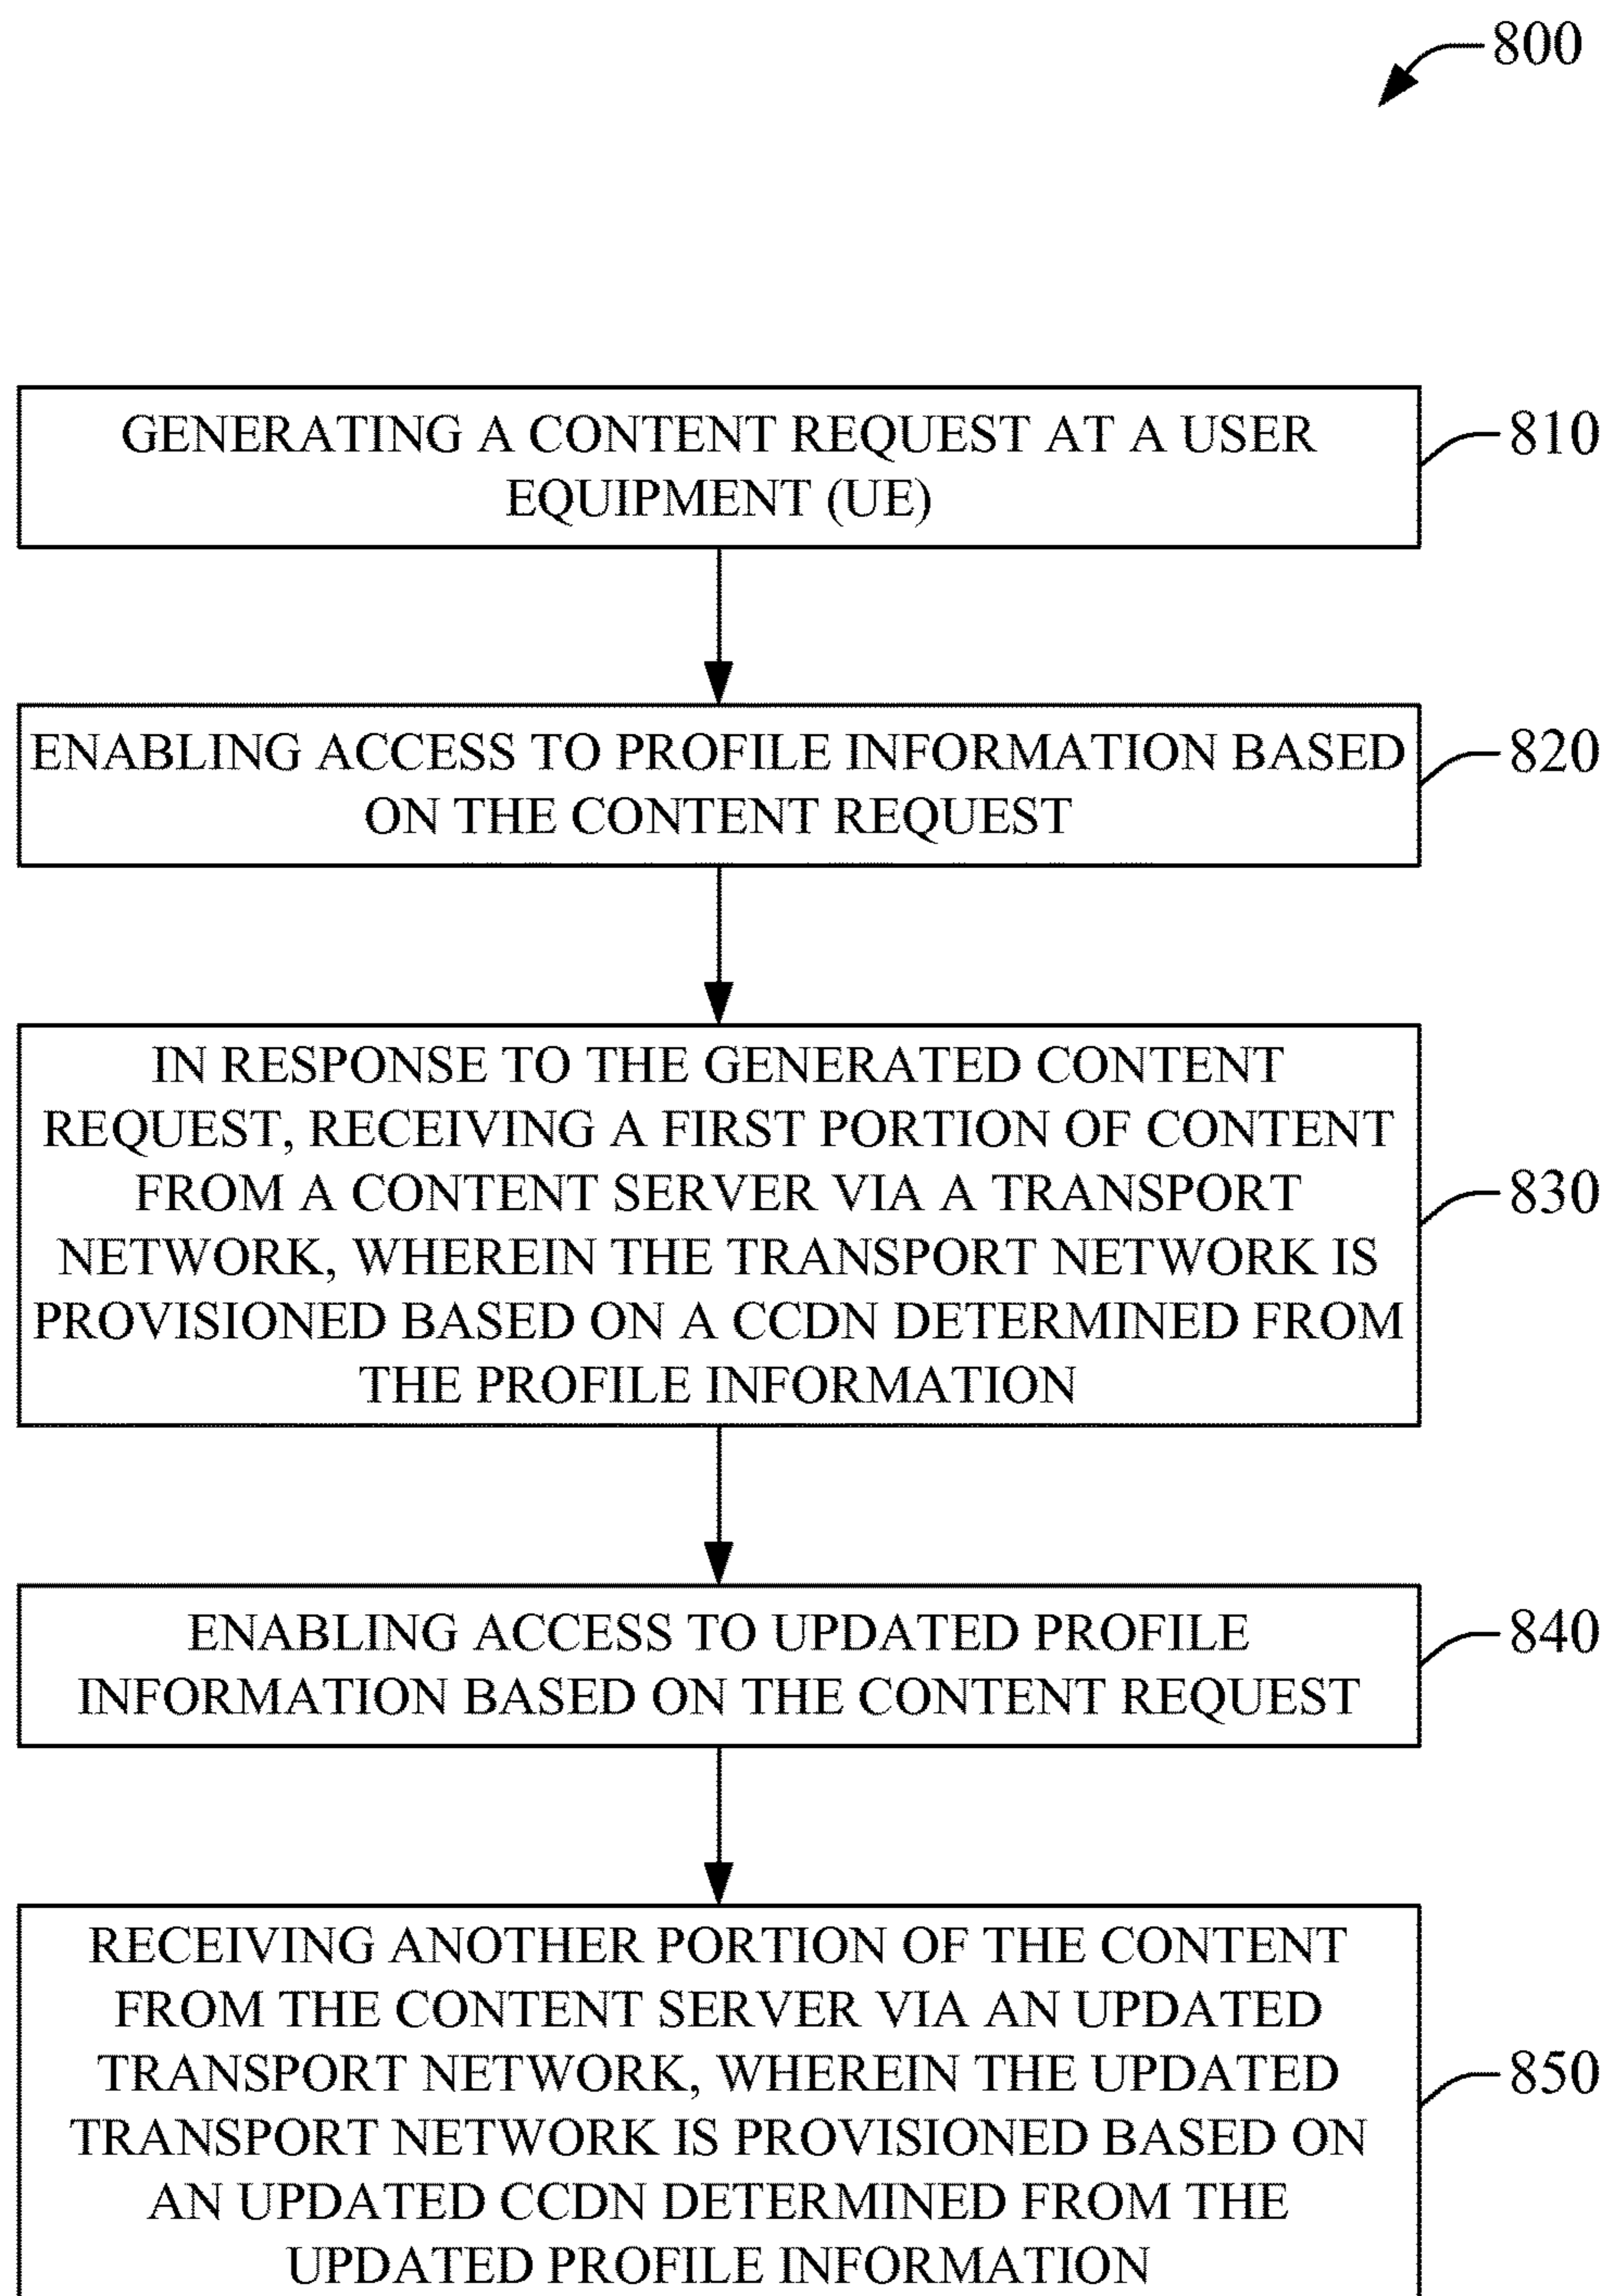 800
GENERATING A CONTENT REQUEST AT A USER
EQUIPMENT (UE)
810
ENABLING ACCESS TO PROFILE INFORMATION BASED
ON THE CONTENT REQUEST
820
IN RESPONSE TO THE GENERATED CONTENT
REQUEST, RECEIVING A FIRST PORTION OF CONTENT
FROM A CONTENT SERVER VIA A TRANSPORT
NETWORK, WHEREIN THE TRANSPORT NETWORK IS
PROVISIONED BASED ON A CCDN DETERMINED FROM
THE PROFILE INFORMATION
830
ENABLING ACCESS TO UPDATED PROFILE
INFORMATION BASED ON THE CONTENT REQUEST
840
RECEIVING ANOTHER PORTION OF THE CONTENT
FROM THE CONTENT SERVER VIA AN UPDATED
TRANSPORT NETWORK, WHEREIN THE UPDATED
TRANSPORT NETWORK IS PROVISIONED BASED ON
AN UPDATED CCDN DETERMINED FROM THE
UPDATED PROFILE INFORMATION
850